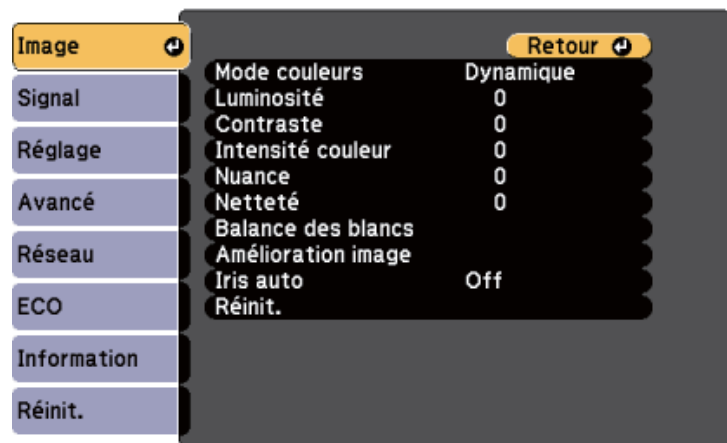 Image
Signal
Réglage
Avancé
Réseau
ECO
Information
Réinit.
Retour
Mode couleurs Dynamique
Luminosité 0
Contraste 0
Intensité couleur 0
Nuance 0
Netteté 0
Balance des blancs
Amélioration image
Iris auto Off
Réinit.